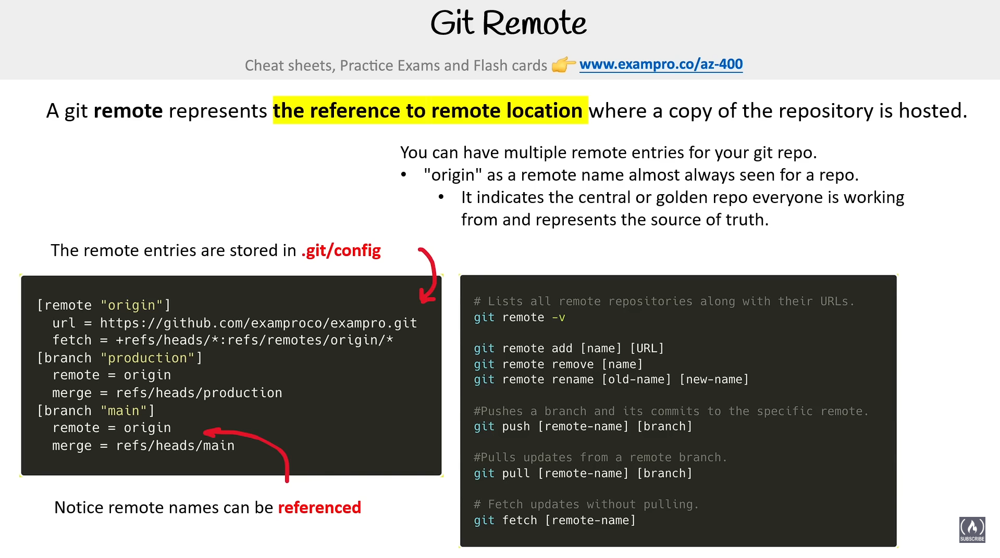 Git Remote
Cheat sheets, Practice Exams and Flash cards 👉 www.exampro.co/az-400
A git remote represents the reference to remote location where a copy of the repository is hosted.
You can have multiple remote entries for your git repo.
• "origin" as a remote name almost always seen for a repo.
• It indicates the central or golden repo everyone is working
from and represents the source of truth.
The remote entries are stored in .git/config
[remote "origin"]
  url = https://github.com/examproco/exampro.git
  fetch = +refs/heads/*:refs/remotes/origin/*
[branch "production"]
  remote = origin
  merge = refs/heads/production
[branch "main"]
  remote = origin
  merge = refs/heads/main
Notice remote names can be referenced
# Lists all remote repositories along with their URLs.
git remote -v
git remote add [name] [URL]
git remote remove [name]
git remote rename [old-name] [new-name]
#Pushes a branch and its commits to the specific remote.
git push [remote-name] [branch]
#Pulls updates from a remote branch.
git pull [remote-name] [branch]
# Fetch updates without pulling.
git fetch [remote-name]
SUBSCRIBE